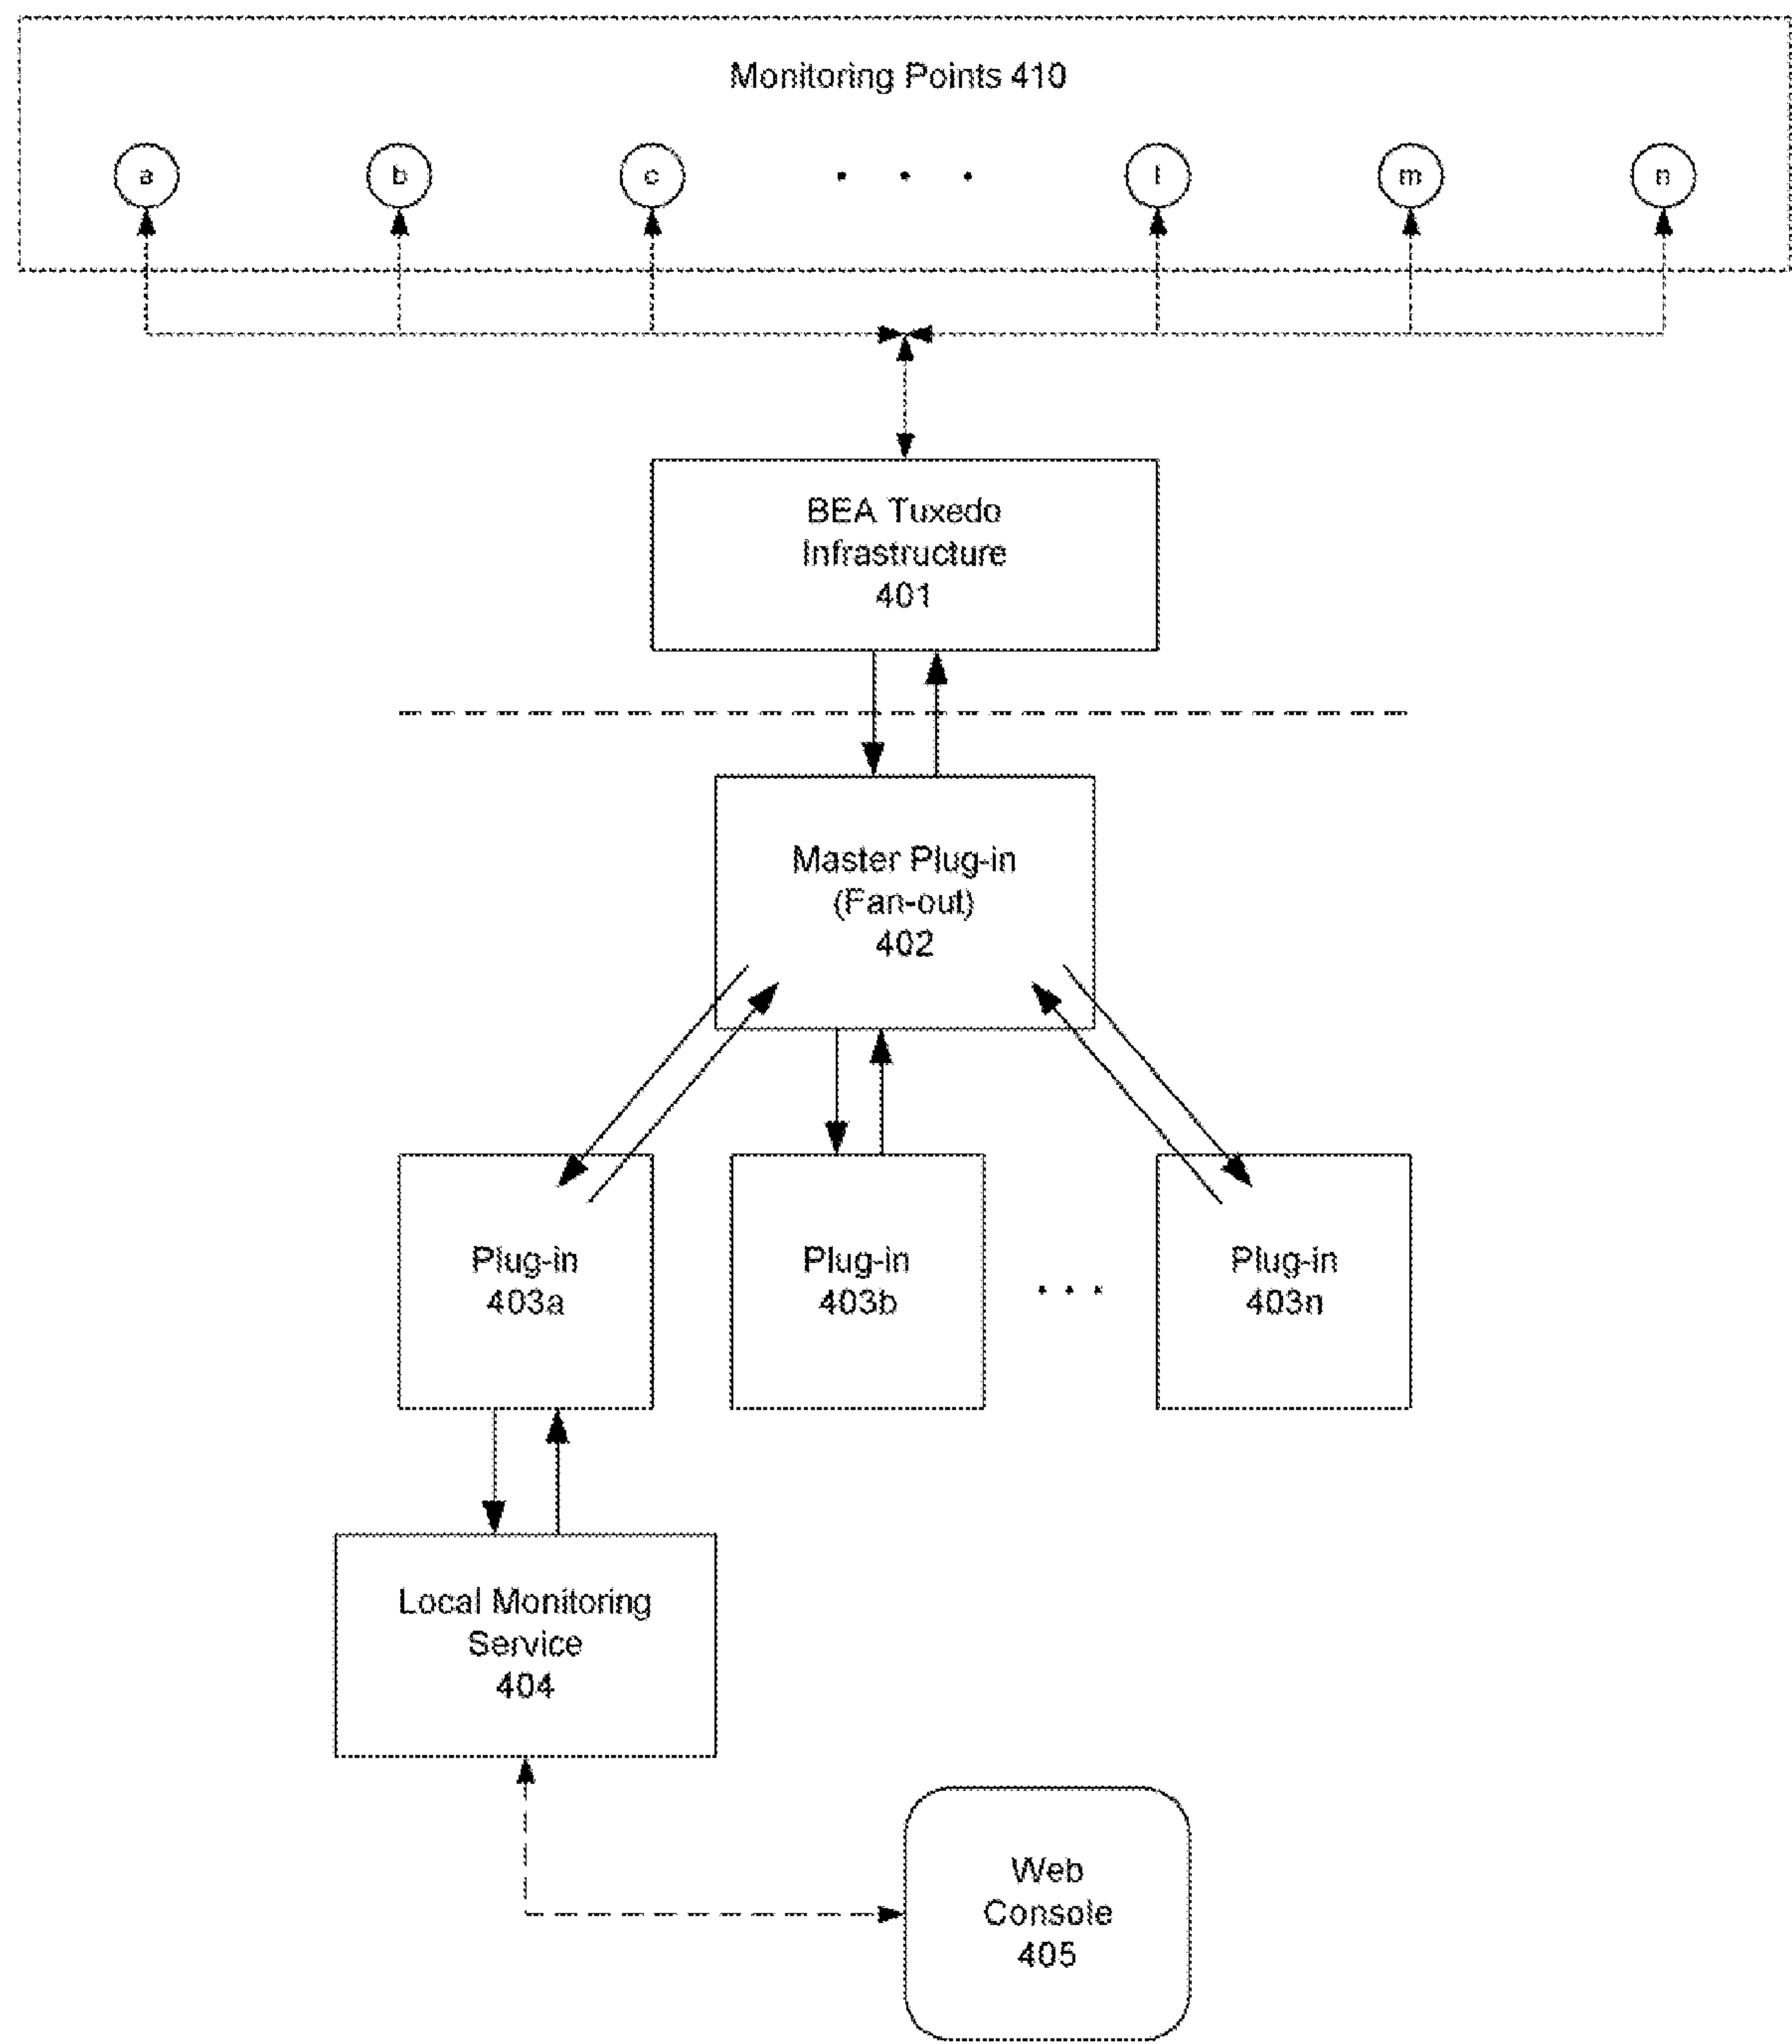 Monitoring Points 410
a b c . . . l m n
BEA Tuxedo
Infrastructure
401
Master Plug-in
(Fan-out)
402
Plug-in
403a
Plug-in
403b
. . .
Plug-in
403n
Local Monitoring
Service
404
Web
Console
405